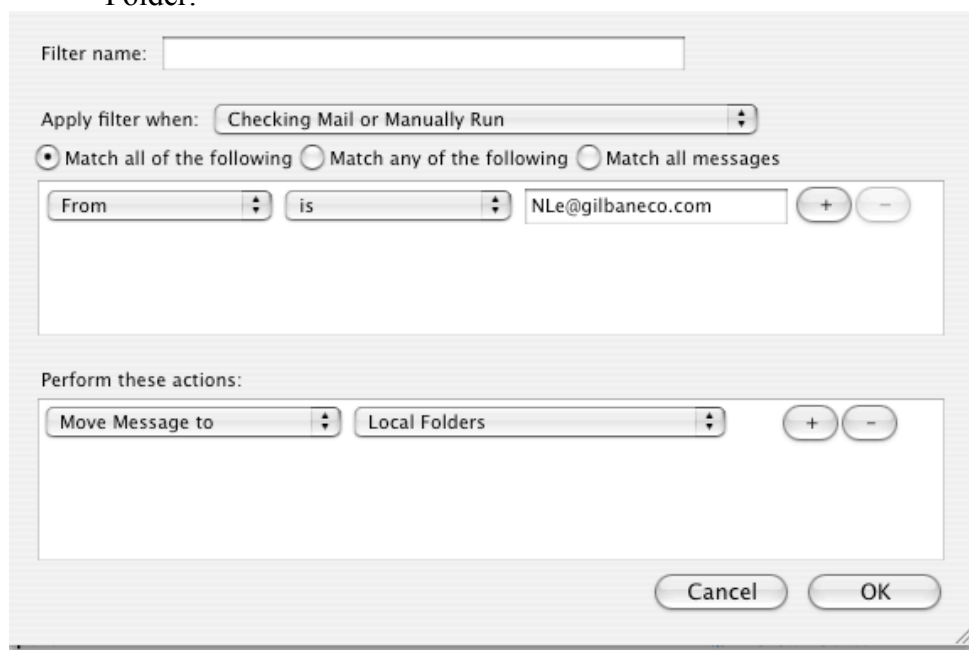 Folder.
Filter name:
Apply filter when: Checking Mail or Manually Run
Match all of the following Match any of the following Match all messages
From is NLe@gilbaneco.com + -
Perform these actions:
Move Message to Local Folders + -
Cancel OK